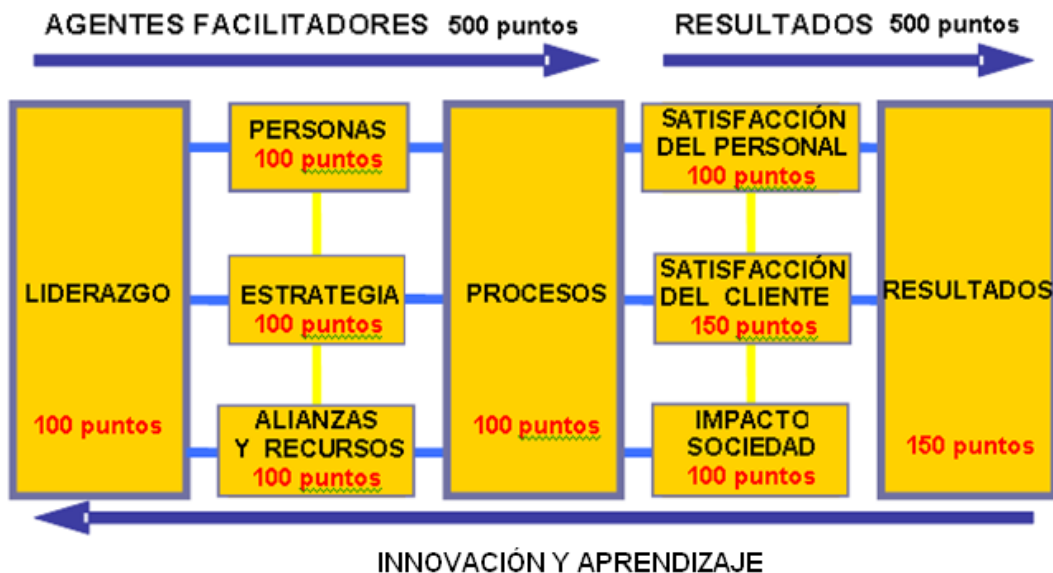 AGENTES FACILITADORES 500 puntos
RESULTADOS 500 puntos
LIDERAZGO
100 puntos
PERSONAS
100 puntos
ESTRATEGIA
100 puntos
ALIANZAS
Y RECURSOS
100 puntos
PROCESOS
100 puntos
SATISFACCIÓN
DEL PERSONAL
100 puntos
SATISFACCIÓN
DEL CLIENTE
150 puntos
IMPACTO
SOCIEDAD
100 puntos
RESULTADOS
150 puntos
INNOVACIÓN Y APRENDIZAJE